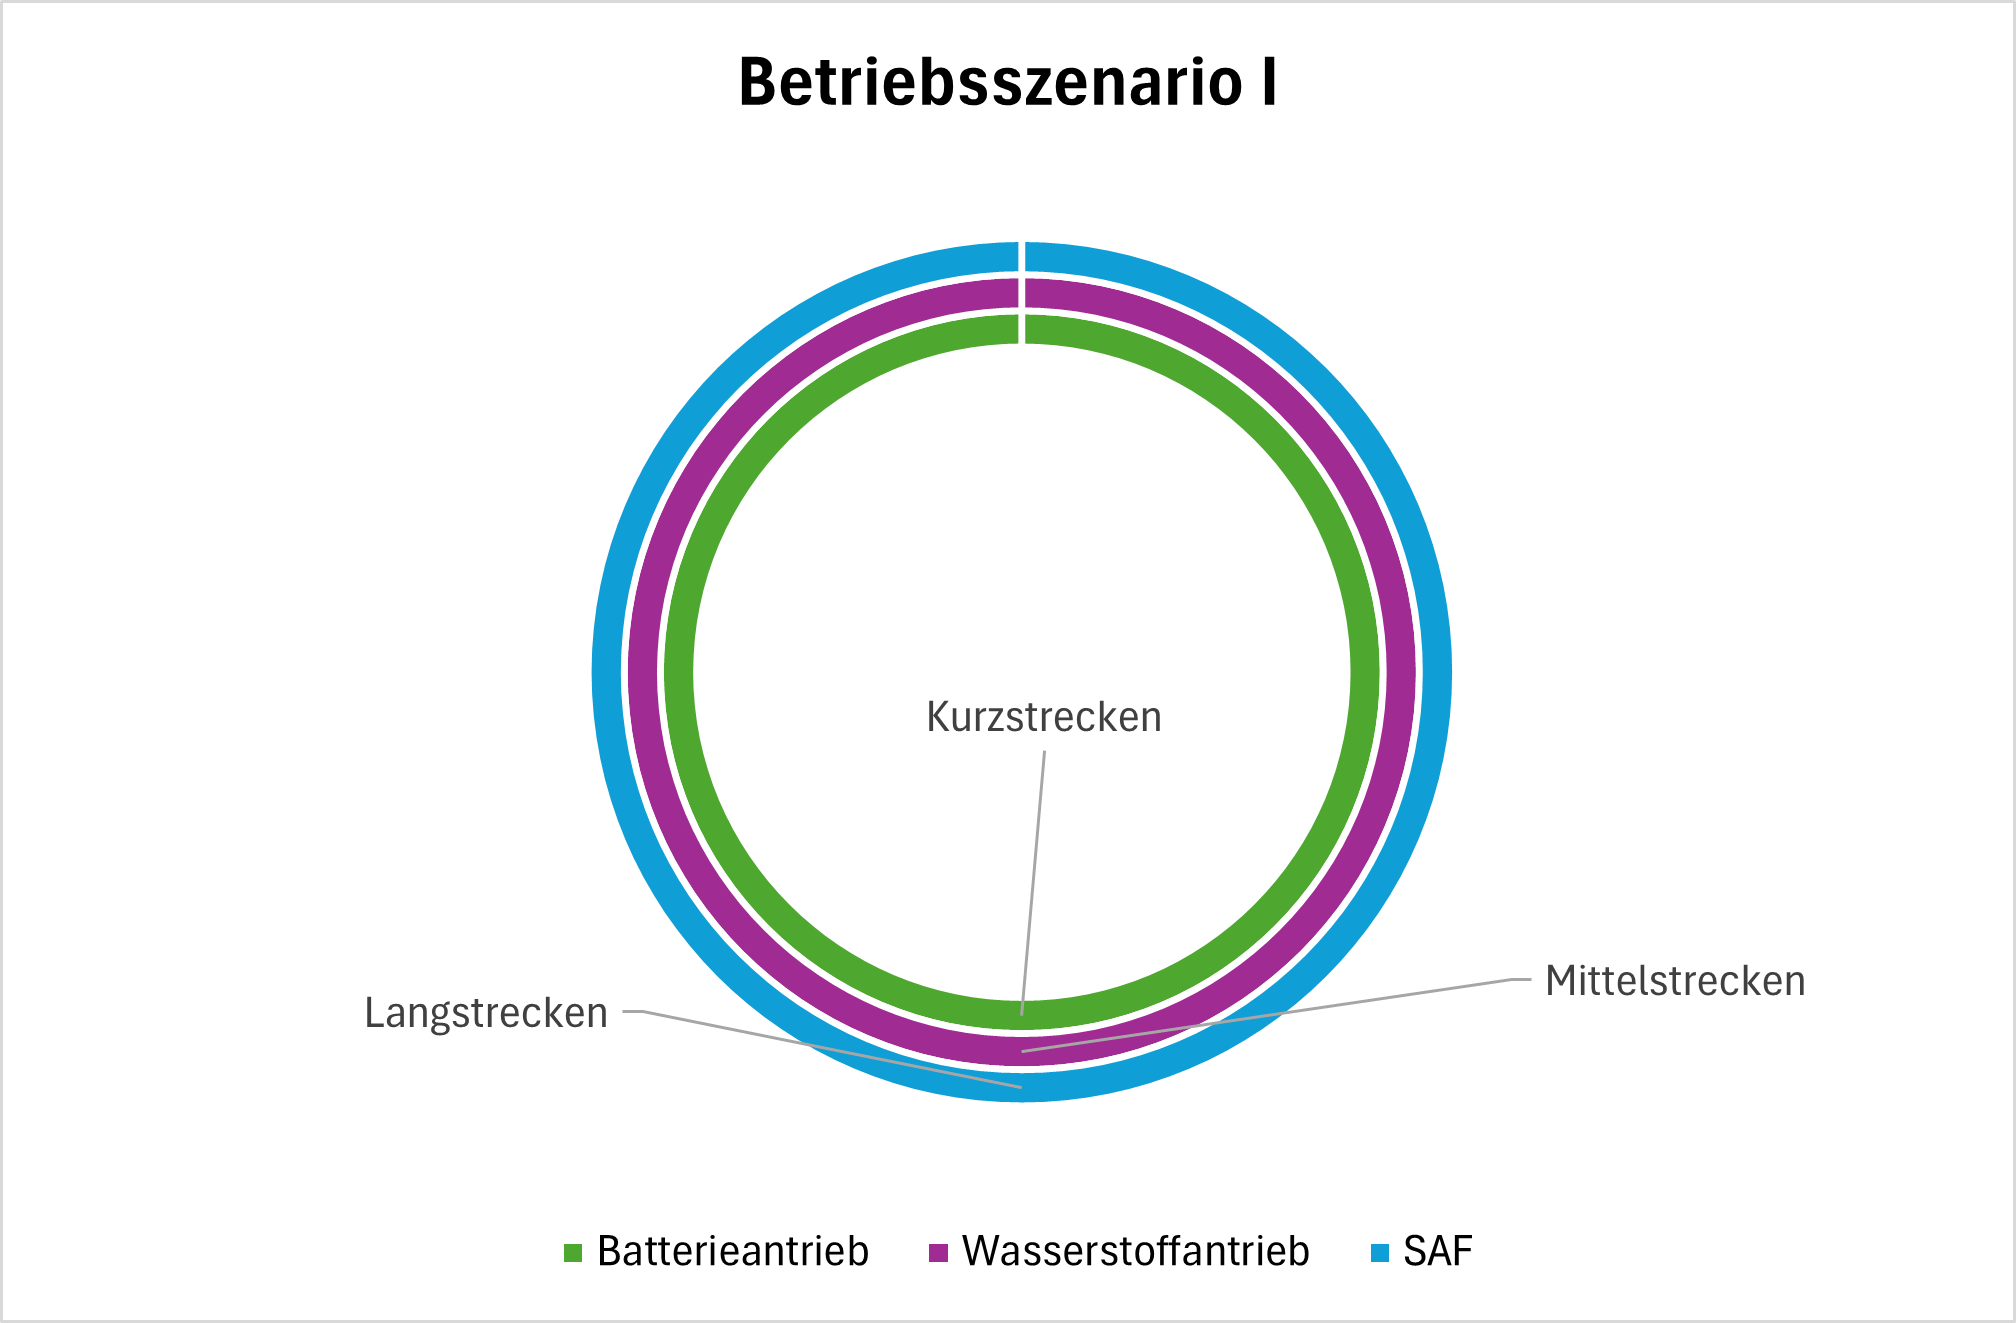 Betriebsszenario I
Kurzstrecken
Mittelstrecken
Langstrecken
Batterieantrieb
Wasserstoffantrieb
SAF